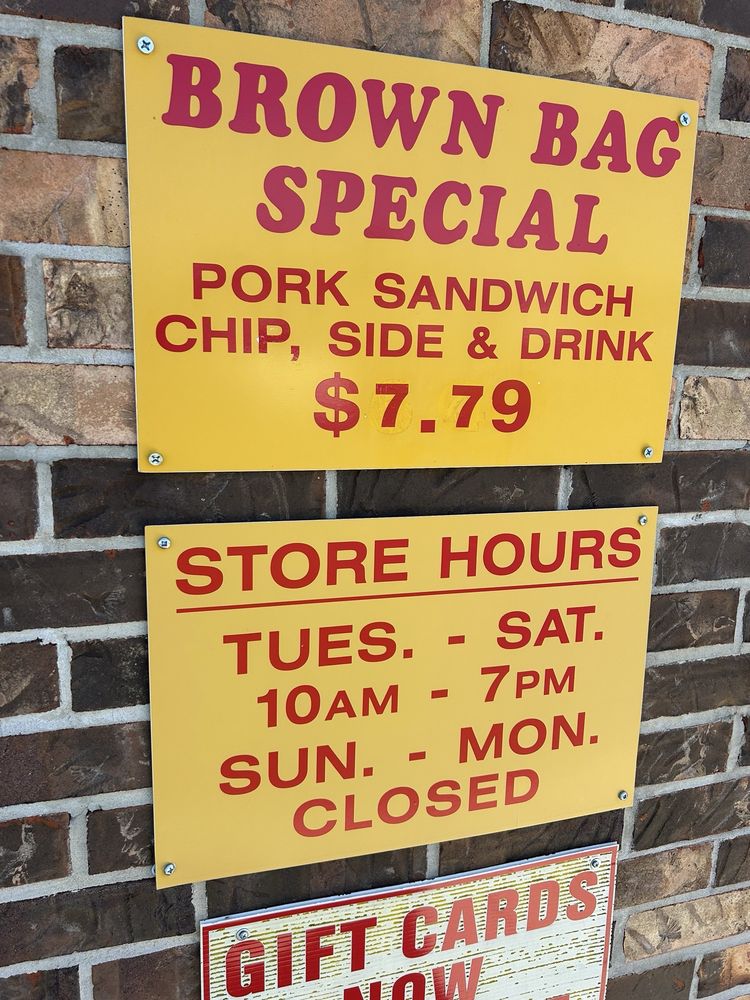 BROWN BAG
SPECIAL
PORK SANDWICH
CHIP, SIDE & DRINK
$7.79
STORE HOURS
TUES. - SAT.
10AM - 7PM
SUN. - MON.
CLOSED
GIFT CARDS
NOW